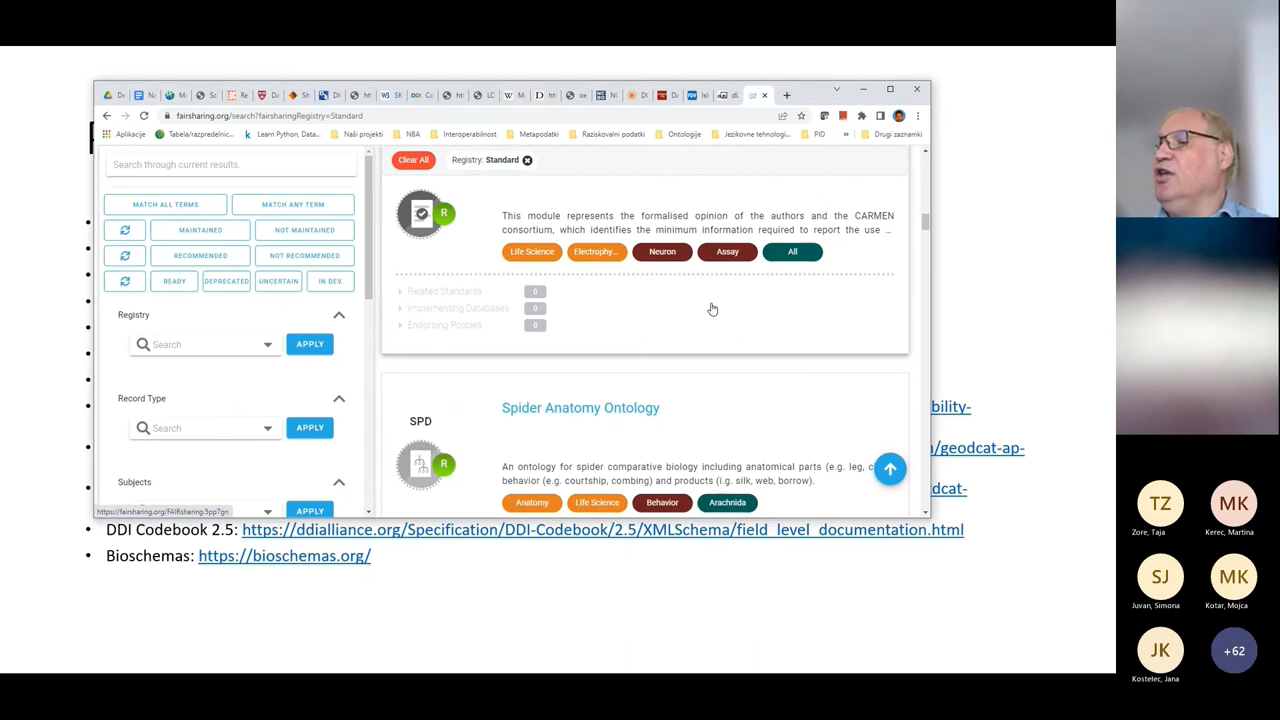 fairsharing.org/search?fairsharingRegistry=Standard
Aplikacije
Tabela/razpredelnic...
Learn Python, Data...
Naši projekti
NBA
Interoperabilnost
Metapodatki
Raziskovalni podatki
Ontologije
Jezikovne tehnologi...
PID
»
Drugi zaznamki
Search through current results.
MATCH ALL TERMS
MATCH ANY TERM
MAINTAINED
NOT MAINTAINED
RECOMMENDED
NOT RECOMMENDED
READY
DEPRECATED
UNCERTAIN
IN DEV.
Registry
Search
APPLY
Record Type
Search
APPLY
Subjects
APPLY
https://fairsharing.org/FAIRsharing.5pp7gn
Clear All
Registry: Standard
R
This module represents the formalised opinion of the authors and the CARMEN
consortium, which identifies the minimum information required to report the use ...
Life Science
Electrophy...
Neuron
Assay
All
Related Standards 0
Implementing Databases 0
Endorsing Policies 0
Spider Anatomy Ontology
SPD
R
An ontology for spider comparative biology including anatomical parts (e.g. leg, c
behavior (e.g. courtship, combing) and products (i.g. silk, web, borrow).
Anatomy
Life Science
Behavior
Arachnida
bility-
/geodcat-ap-
dcat-
• DDI Codebook 2.5: https://ddialliance.org/Specification/DDI-Codebook/2.5/XMLSchema/field_level_documentation.html
• Bioschemas: https://bioschemas.org/
TZ
Zore, Taja
MK
Kerec, Martina
SJ
Juvan, Simona
MK
Kotar, Mojca
JK
Kostelec, Jana
+62